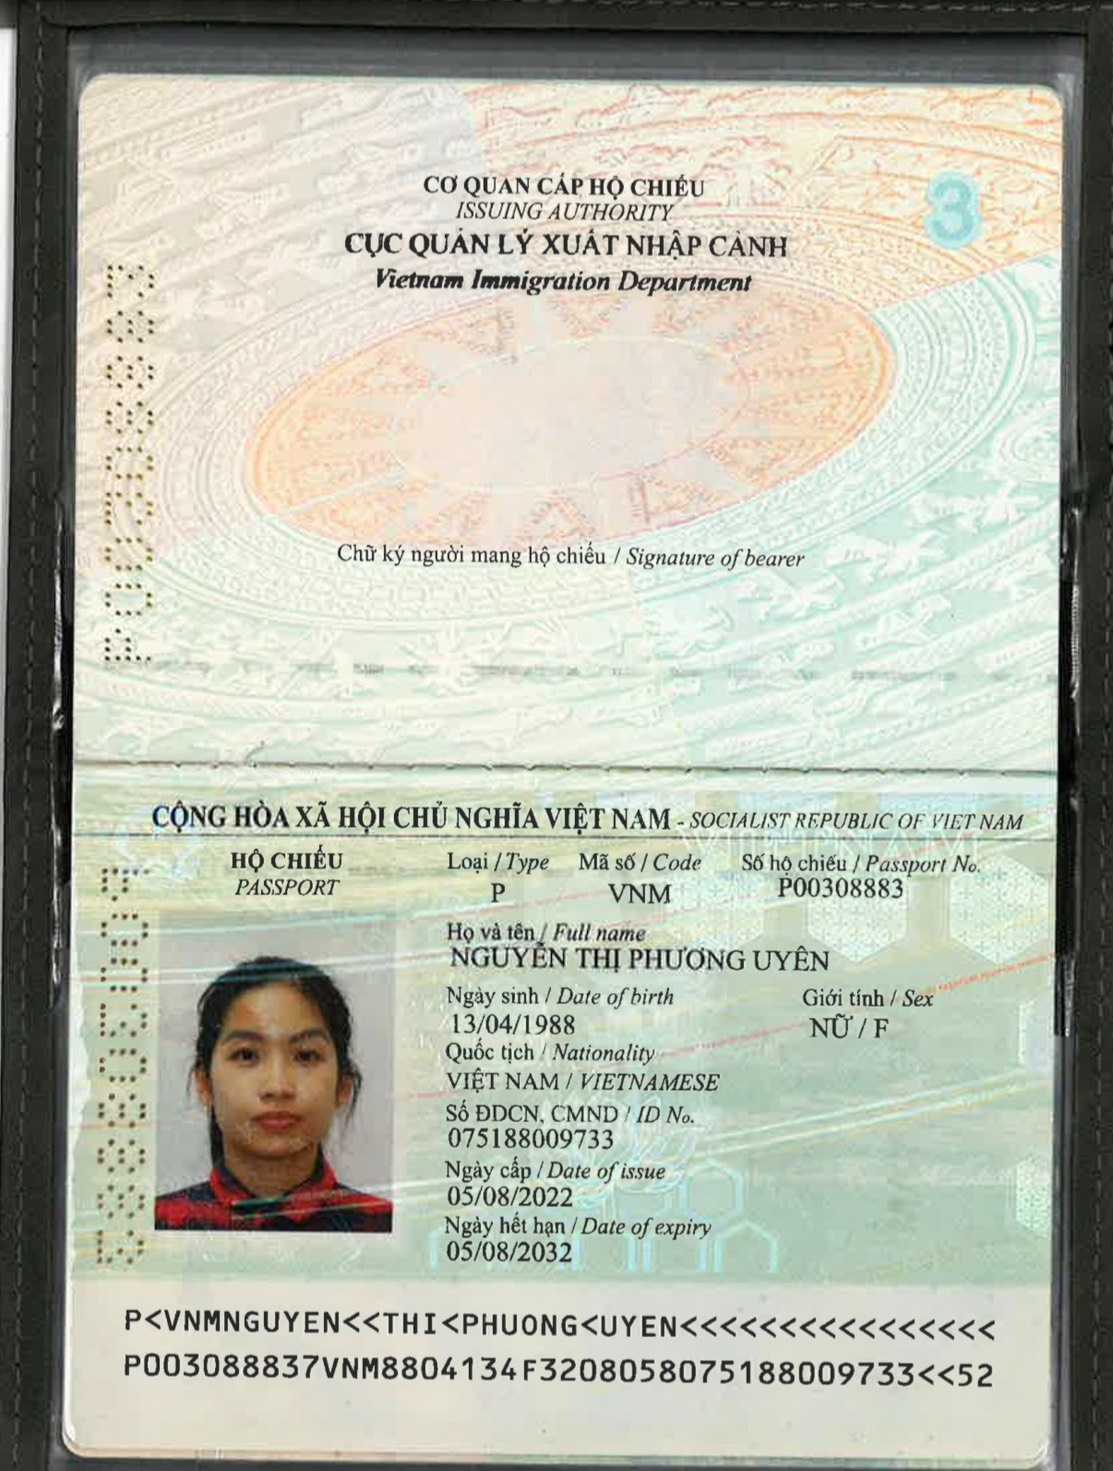 CƠ QUAN CẤP HỘ CHIẾU
ISSUING AUTHORITY
CỤC QUẢN LÝ XUẤT NHẬP CẢNH
Vietnam Immigration Department
3
P00308883
Chữ ký người mang hộ chiếu / Signature of bearer
CỘNG HÒA XÃ HỘI CHỦ NGHĨA VIỆT NAM - SOCIALIST REPUBLIC OF VIET NAM
HỘ CHIẾU
PASSPORT
Loại / Type Mã số / Code Số hộ chiếu / Passport No.
P VNM P00308883
Họ và tên / Full name
NGUYỄN THỊ PHƯƠNG UYÊN
Ngày sinh / Date of birth Giới tính / Sex
13/04/1988 NỮ / F
Quốc tịch / Nationality
VIỆT NAM / VIETNAMESE
Số ĐDCN, CMND / ID No.
075188009733
Ngày cấp / Date of issue
05/08/2022
Ngày hết hạn / Date of expiry
05/08/2032
P00308883
P<VNMNGUYEN<<THI<PHUONG<UYEN<<<<<<<<<<<<<<<<
P003088837VNM8804134F3208058075188009733<<52